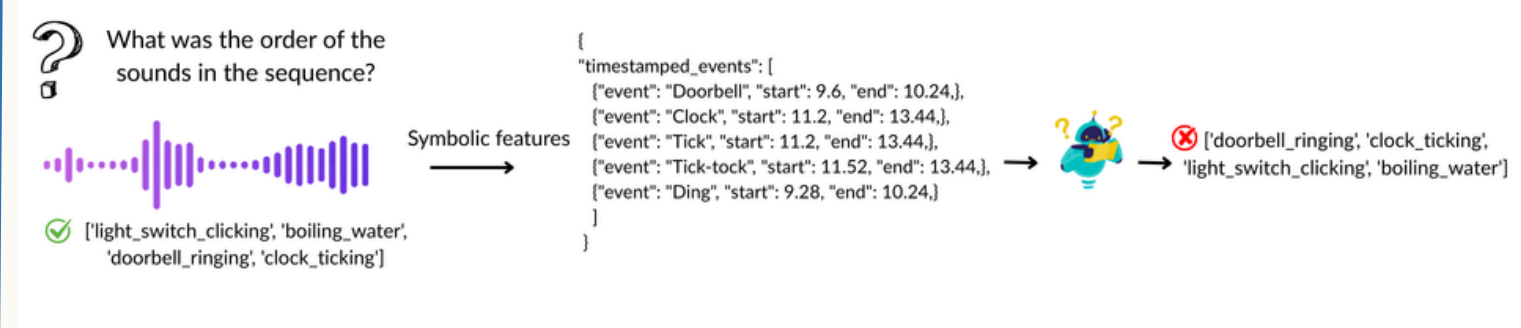 What was the order of the
sounds in the sequence?
['light_switch_clicking', 'boiling_water',
'doorbell_ringing', 'clock_ticking']
Symbolic features
{
"timestamped_events": [
{"event": "Doorbell", "start": 9.6, "end": 10.24,},
{"event": "Clock", "start": 11.2, "end": 13.44,},
{"event": "Tick", "start": 11.2, "end": 13.44,},
{"event": "Tick-tock", "start": 11.52, "end": 13.44,},
{"event": "Ding", "start": 9.28, "end": 10.24,}
]
}
['doorbell_ringing', 'clock_ticking',
'light_switch_clicking', 'boiling_water']